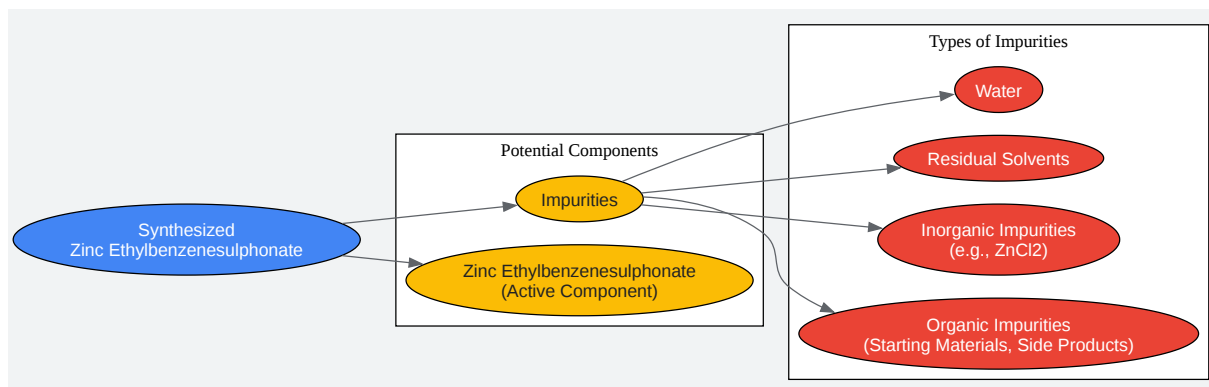 Synthesized
Zinc Ethylbenzenesulphonate
Potential Components
Impurities
Zinc Ethylbenzenesulphonate
(Active Component)
Types of Impurities
Water
Residual Solvents
Inorganic Impurities
(e.g., ZnCl2)
Organic Impurities
(Starting Materials, Side Products)